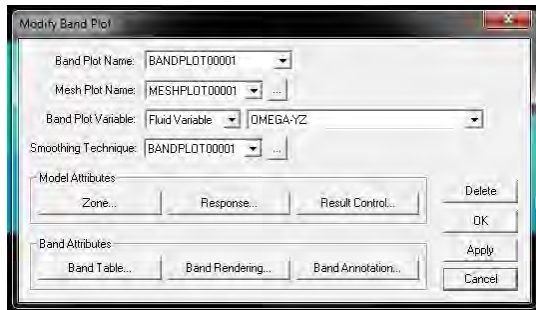 Modify Band Plot
Band Plot Name: BANDPLOT00001
Mesh Plot Name: MESHPLOT00001 ...
Band Plot Variable: Fluid Variable OMEGA-YZ
Smoothing Technique: BANDPLOT00001 ...
Model Attributes
Zone... Response... Result Control...
Delete
OK
Band Attributes
Apply
Band Table... Band Rendering... Band Annotation...
Cancel